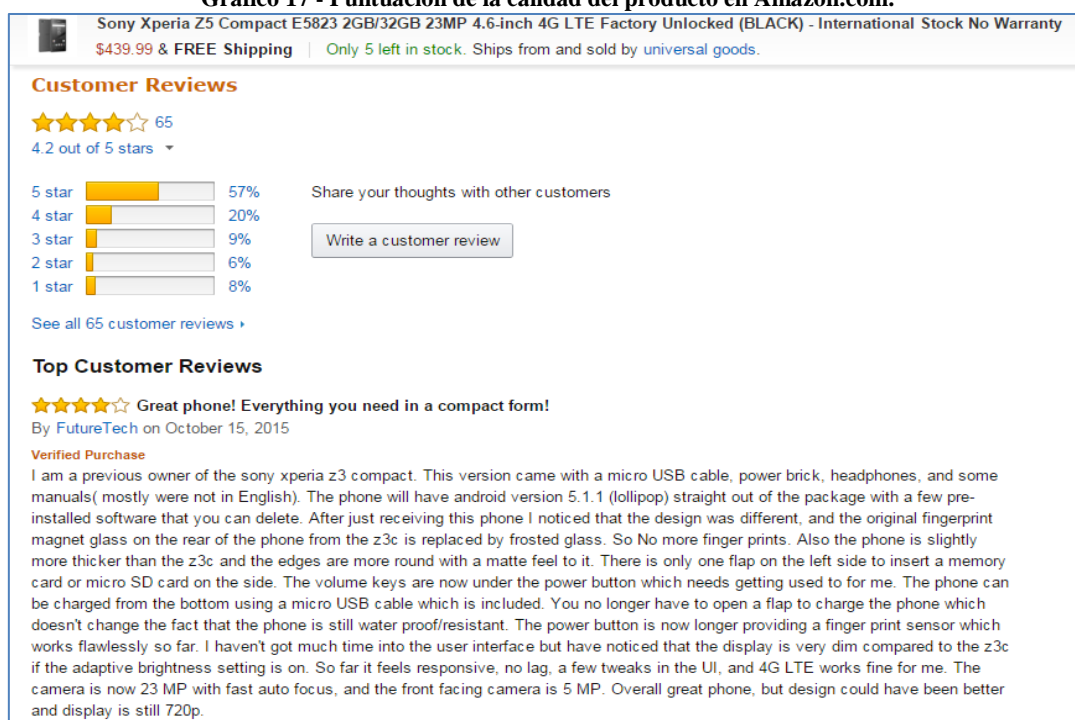 Gráfico 17 - Puntuación de la calidad del producto en Amazon.com.
Sony Xperia Z5 Compact E5823 2GB/32GB 23MP 4.6-inch 4G LTE Factory Unlocked (BLACK) - International Stock No Warranty
$439.99 & FREE Shipping | Only 5 left in stock. Ships from and sold by universal goods.
Customer Reviews
65
4.2 out of 5 stars
5 star 57% Share your thoughts with other customers
4 star 20%
3 star 9% Write a customer review
2 star 6%
1 star 8%
See all 65 customer reviews
Top Customer Reviews
Great phone! Everything you need in a compact form!
By FutureTech on October 15, 2015
Verified Purchase
I am a previous owner of the sony xperia z3 compact. This version came with a micro USB cable, power brick, headphones, and some
manuals( mostly were not in English). The phone will have android version 5.1.1 (lollipop) straight out of the package with a few pre-
installed software that you can delete. After just receiving this phone I noticed that the design was different, and the original fingerprint
magnet glass on the rear of the phone from the z3c is replaced by frosted glass. So No more finger prints. Also the phone is slightly
more thicker than the z3c and the edges are more round with a matte feel to it. There is only one flap on the left side to insert a memory
card or micro SD card on the side. The volume keys are now under the power button which needs getting used to for me. The phone can
be charged from the bottom using a micro USB cable which is included. You no longer have to open a flap to charge the phone which
doesn't change the fact that the phone is still water proof/resistant. The power button is now longer providing a finger print sensor which
works flawlessly so far. I haven't got much time into the user interface but have noticed that the display is very dim compared to the z3c
if the adaptive brightness setting is on. So far it feels responsive, no lag, a few tweaks in the UI, and 4G LTE works fine for me. The
camera is now 23 MP with fast auto focus, and the front facing camera is 5 MP. Overall great phone, but design could have been better
and display is still 720p.